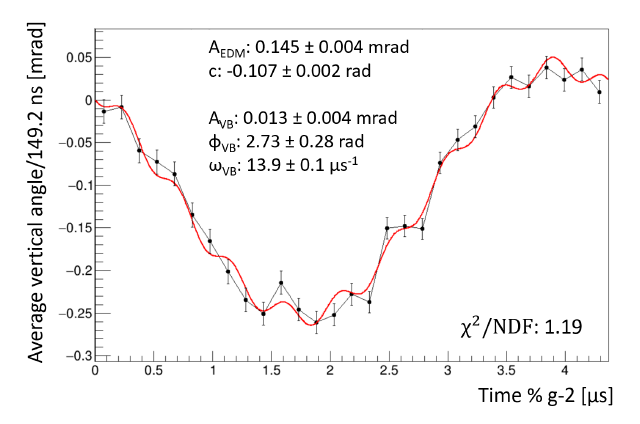 Average vertical angle/149.2 ns [mrad]
A_EDM: 0.145 ± 0.004 mrad
c: -0.107 ± 0.002 rad
A_VB: 0.013 ± 0.004 mrad
ϕ_VB: 2.73 ± 0.28 rad
ω_VB: 13.9 ± 0.1 μs⁻¹
0.05
0
−0.05
−0.1
−0.15
−0.2
−0.25
−0.3
χ²/NDF: 1.19
0 0.5 1 1.5 2 2.5 3 3.5 4
Time % g-2 [μs]